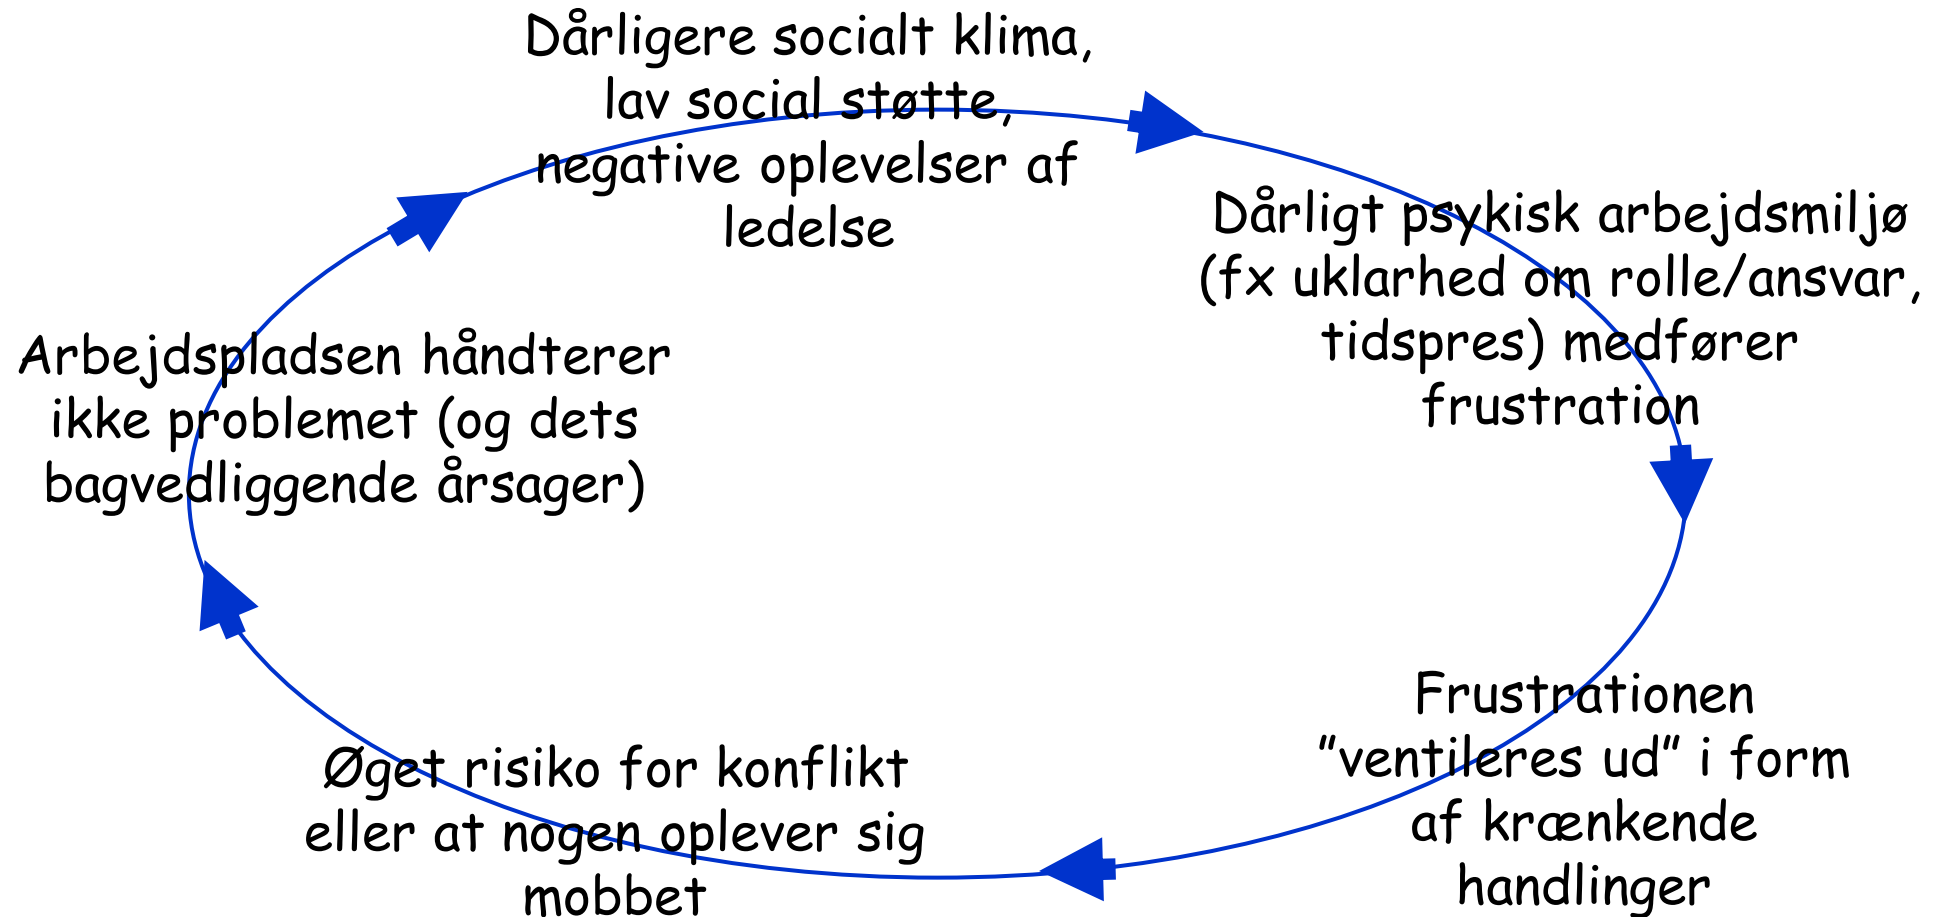 Dårligere socialt klima,
lav social støtte,
negative oplevelser af
ledelse
Dårligt psykisk arbejdsmiljø
(fx uklarhed om rolle/ansvar,
tidspres) medfører
frustration
Frustrationen
”ventileres ud” i form
af krænkende
handlinger
Øget risiko for konflikt
eller at nogen oplever sig
mobbet
Arbejdspladsen håndterer
ikke problemet (og dets
bagvedliggende årsager)